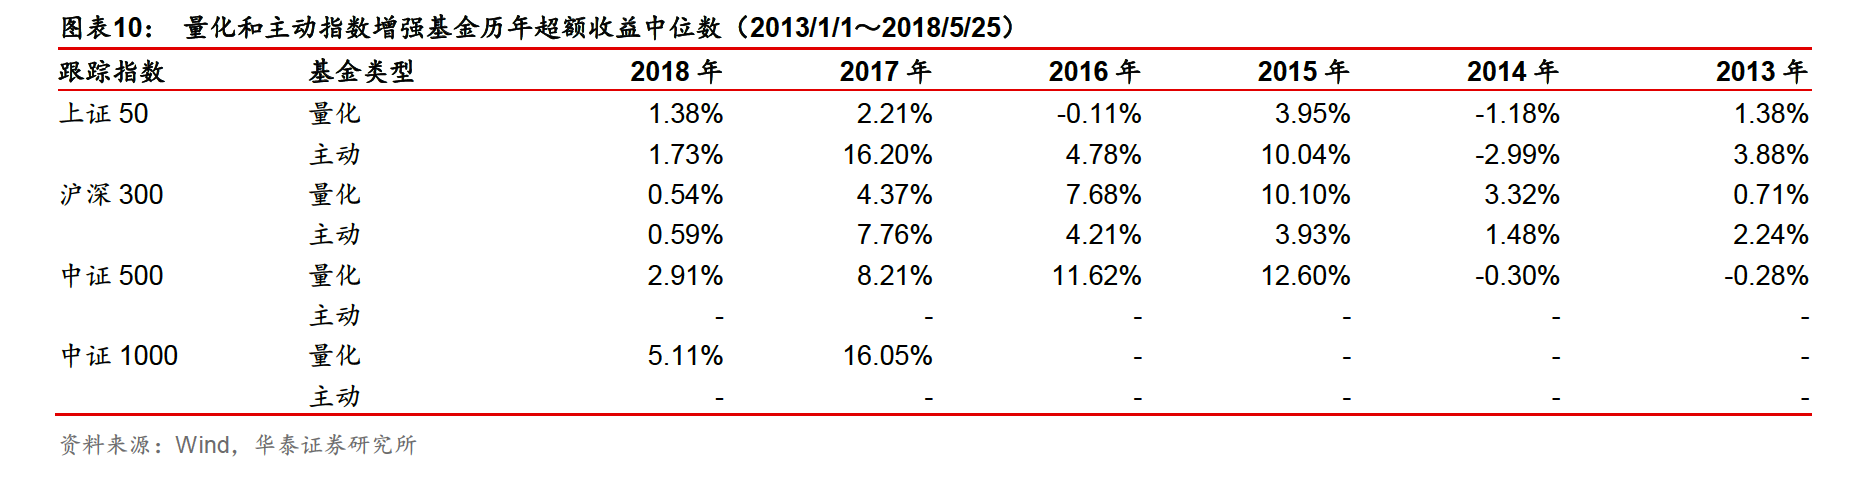 图表10： 量化和主动指数增强基金历年超额收益中位数（2013/1/1～2018/5/25）
跟踪指数 基金类型 2018 年 2017 年 2016 年 2015 年 2014 年 2013 年
上证 50 量化 1.38% 2.21% -0.11% 3.95% -1.18% 1.38%
主动 1.73% 16.20% 4.78% 10.04% -2.99% 3.88%
沪深 300 量化 0.54% 4.37% 7.68% 10.10% 3.32% 0.71%
主动 0.59% 7.76% 4.21% 3.93% 1.48% 2.24%
中证 500 量化 2.91% 8.21% 11.62% 12.60% -0.30% -0.28%
主动 - - - - - -
中证 1000 量化 5.11% 16.05% - - - -
主动 - - - - - -
资料来源：Wind，华泰证券研究所